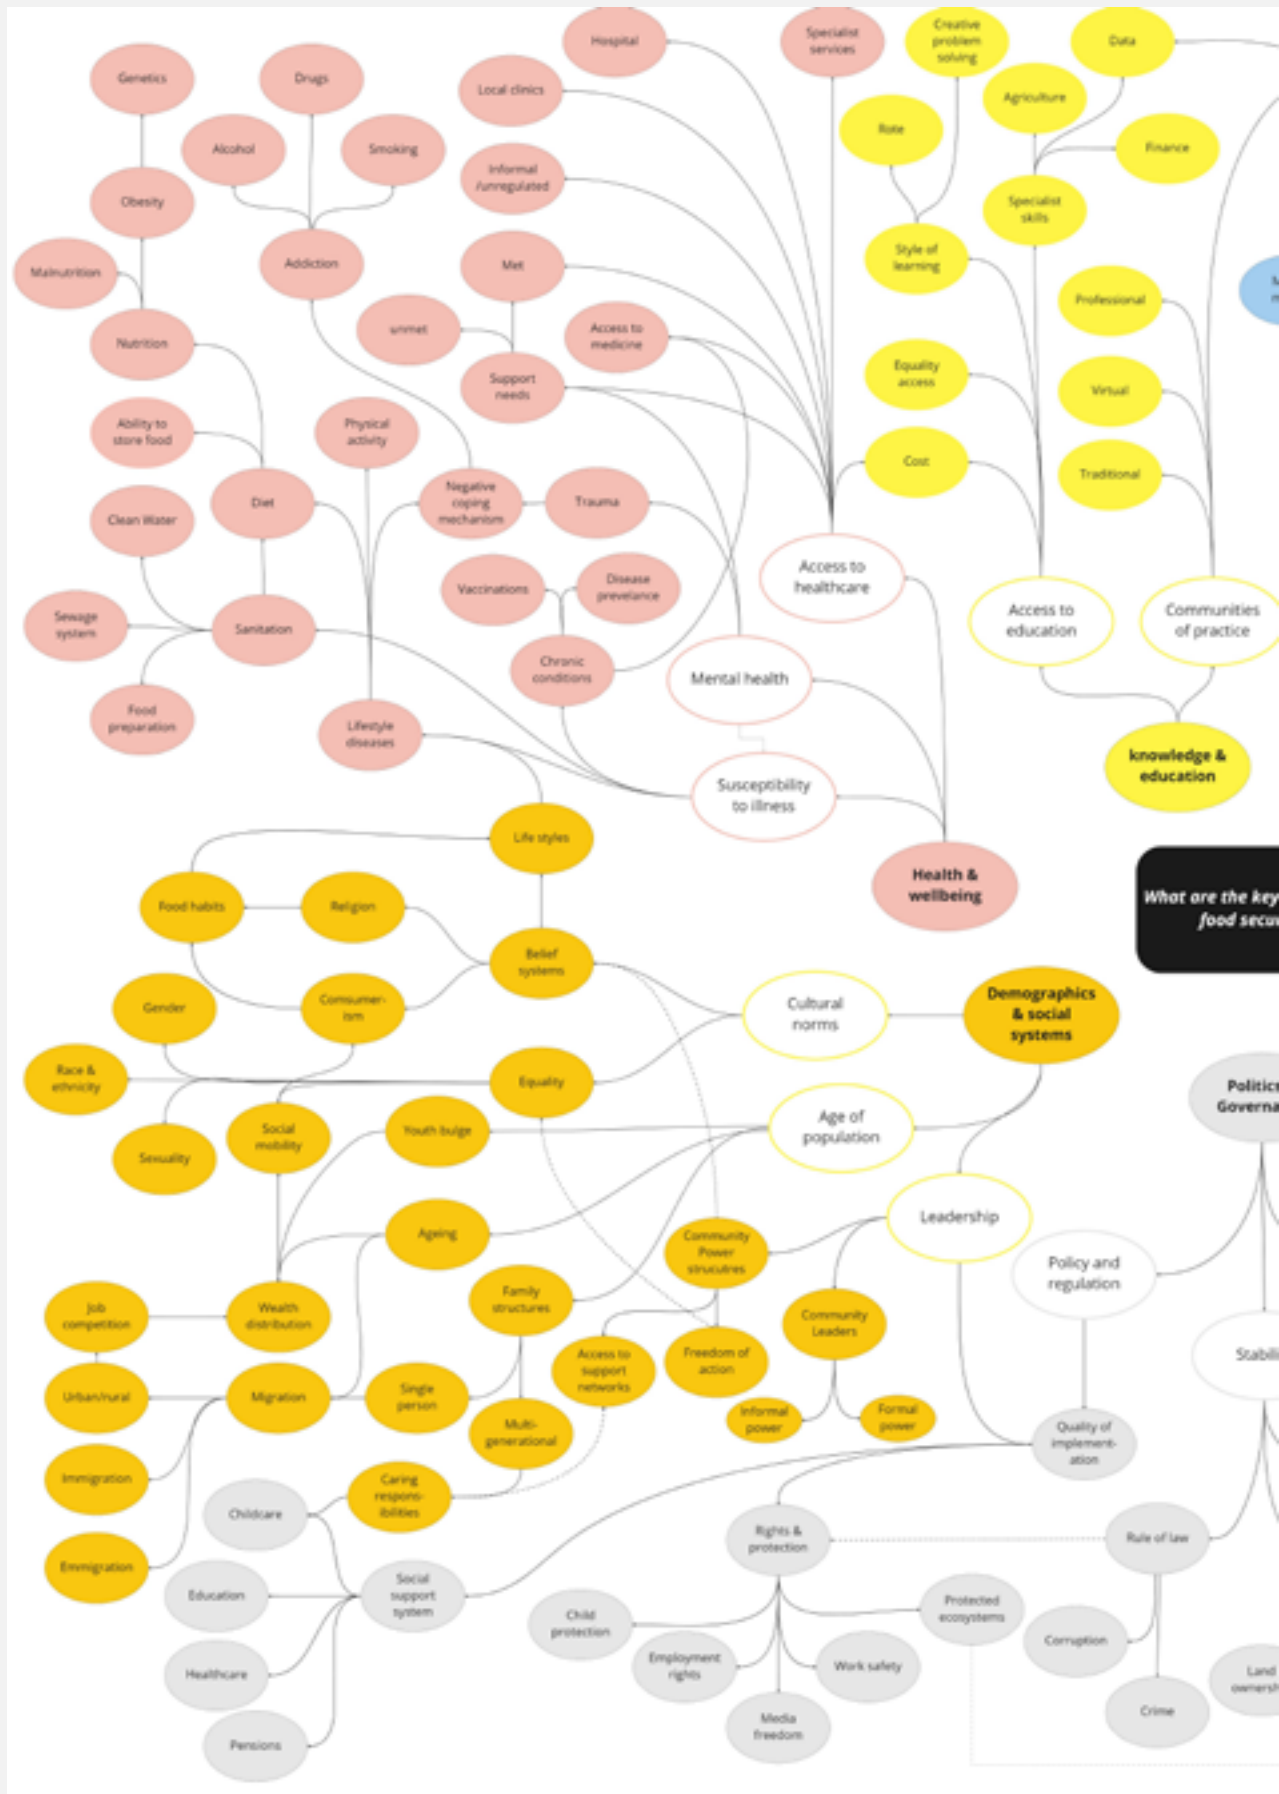 Hospital
Specialist
services
Creative
problem
solving
Data
Genetics
Drugs
Local clinics
Agriculture
Alcohol
Smoking
Rote
Finance
Informal
/unregulated
Obesity
Specialist
skills
Malnutrition
Addiction
Met
Style of
learning
Professional
Nutrition
unmet
Access to
medicine
Support
needs
Equality
access
Virtual
Ability to
store food
Physical
activity
Cost
Traditional
Clean Water
Diet
Negative
coping
mechanism
Trauma
Access to
healthcare
Vaccinations
Disease
prevelance
Sewage
system
Sanitation
Access to
education
Communities
of practice
Chronic
conditions
Mental health
Food
preparation
Lifestyle
diseases
knowledge &
education
Susceptibility
to illness
Life styles
Health &
wellbeing
What are the key
food secu
Food habits
Religion
Belief
systems
Gender
Comsumer-
ism
Cultural
norms
Demographics
& social
systems
Race &
ethnicity
Equality
Politics
Governa
Sexuality
Social
mobility
Youth bulge
Age of
population
Ageing
Community
Power
strucutres
Leadership
Policy and
regulation
Job
competition
Wealth
distribution
Family
structures
Community
Leaders
Stabili
Urban/rural
Migration
Single
person
Access to
support
networks
Freedom of
action
Multi-
generational
Informal
power
Formal
power
Quality of
implement-
ation
Immigration
Childcare
Caring
respons-
ibilities
Emmigration
Education
Social
support
system
Rights &
protection
Rule of law
Child
protection
Protected
ecosystems
Healthcare
Employment
rights
Work safety
Corruption
Land
ownersh
Pensions
Media
freedom
Crime